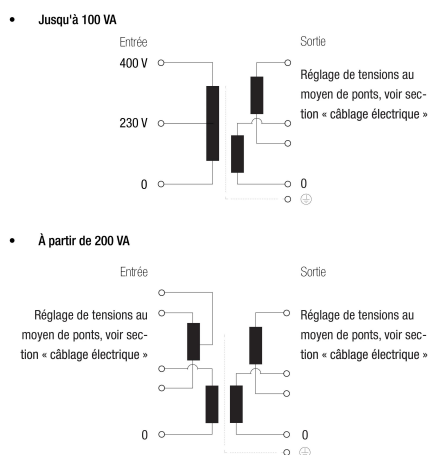 • Jusqu'à 100 VA
Entrée
Sortie
400 V
Réglage de tensions au
moyen de ponts, voir sec-
tion « câblage électrique »
230 V
0
0
• À partir de 200 VA
Entrée
Sortie
Réglage de tensions au
moyen de ponts, voir sec-
tion « câblage électrique »
Réglage de tensions au
moyen de ponts, voir sec-
tion « câblage électrique »
0
0